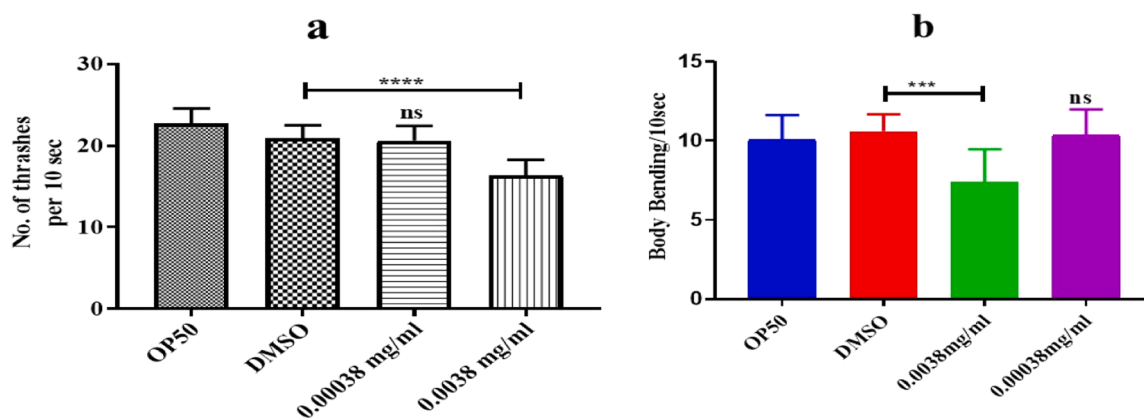 a
No. of thrashes
per 10 sec
30
20
10
0
****
ns
OP50
DMSO
0.00038 mg/ml
0.0038 mg/ml
b
Body Bending/10sec
15
10
5
0
***
ns
OP50
DMSO
0.0038mg/ml
0.00038mg/ml